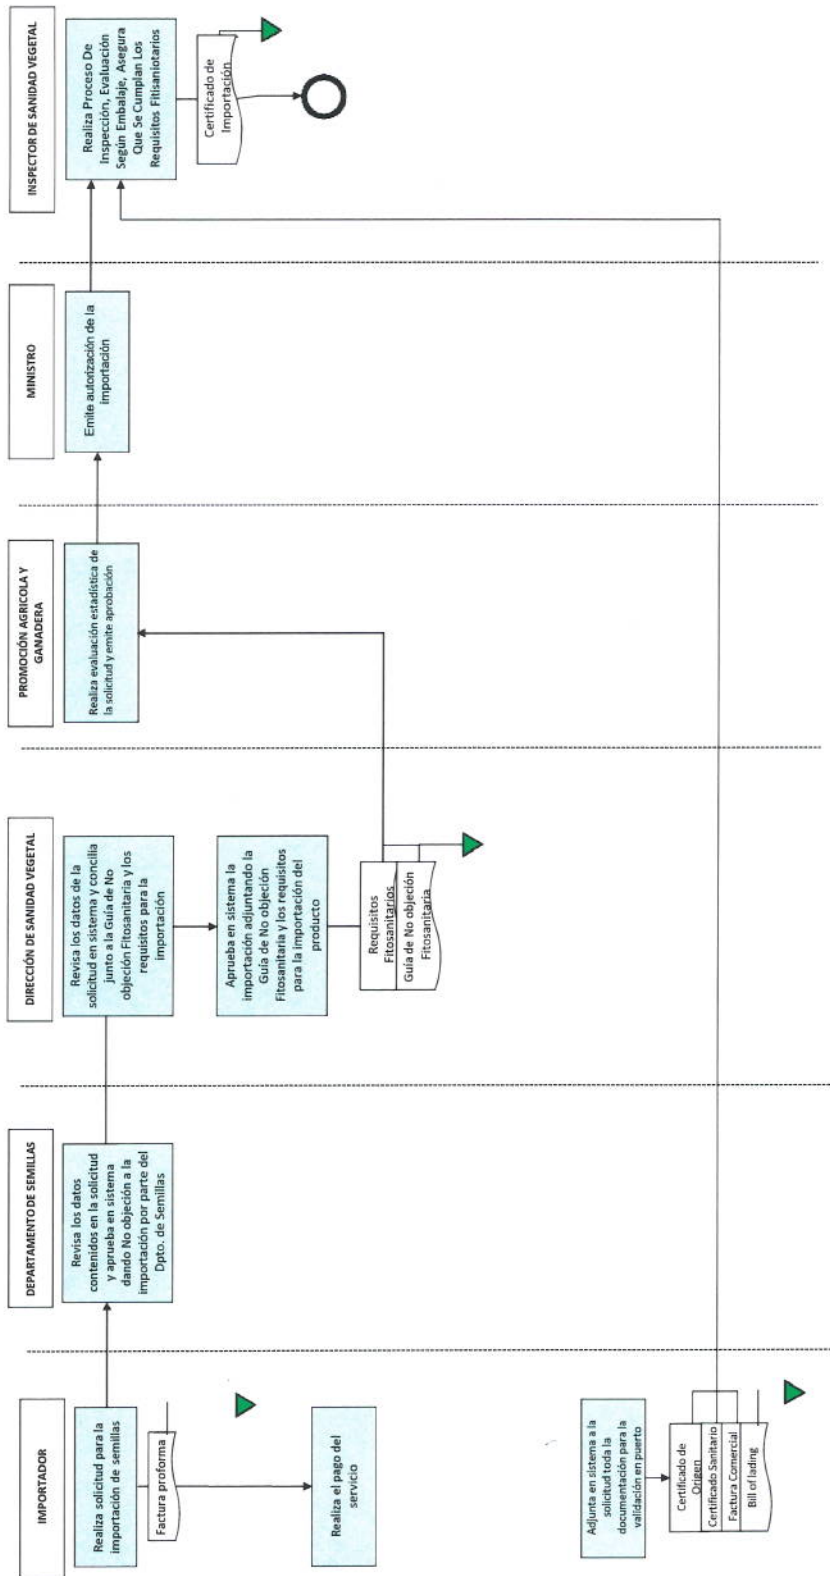 IMPORTADOR
Realiza solicitud para la
importación de semillas
Factura proforma
Realiza el pago del
servicio
Adjunta en sistema a la
solicitud toda la
documentación para la
validación en puerto
Certificado de
Origen
Certificado Sanitario
Factura Comercial
Bill of lading
DEPARTAMENTO DE SEMILLAS
Revisa los datos
contenidos en la solicitud
y aprueba en sistema
dando No objeción a la
importación por parte del
Dpto. de Semillas
DIRECCIÓN DE SANIDAD VEGETAL
Revisa los datos de la
solicitud en sistema y concilia
junto a la Guía de No
objeción Fitosanitaria y los
requisitos para la
importación
Aprueba en sistema la
importación adjuntando la
Guía de No objeción
Fitosanitaria y los requisitos
para la importación del
producto
Requisitos
Fitosanitarios
Guía de No objeción
Fitosanitaria
PROMOCIÓN AGRICOLA Y
GANADERA
Realiza evaluación estadística de
la solicitud y emite aprobación
MINISTRO
Emite autorización de la
importación
INSPECTOR DE SANIDAD VEGETAL
Realiza Proceso De
Inspección, Evaluación
Según Embalaje, Asegura
Que Se Cumplan Los
Requisitos Fitisaniotarios
Certificado de
Importación